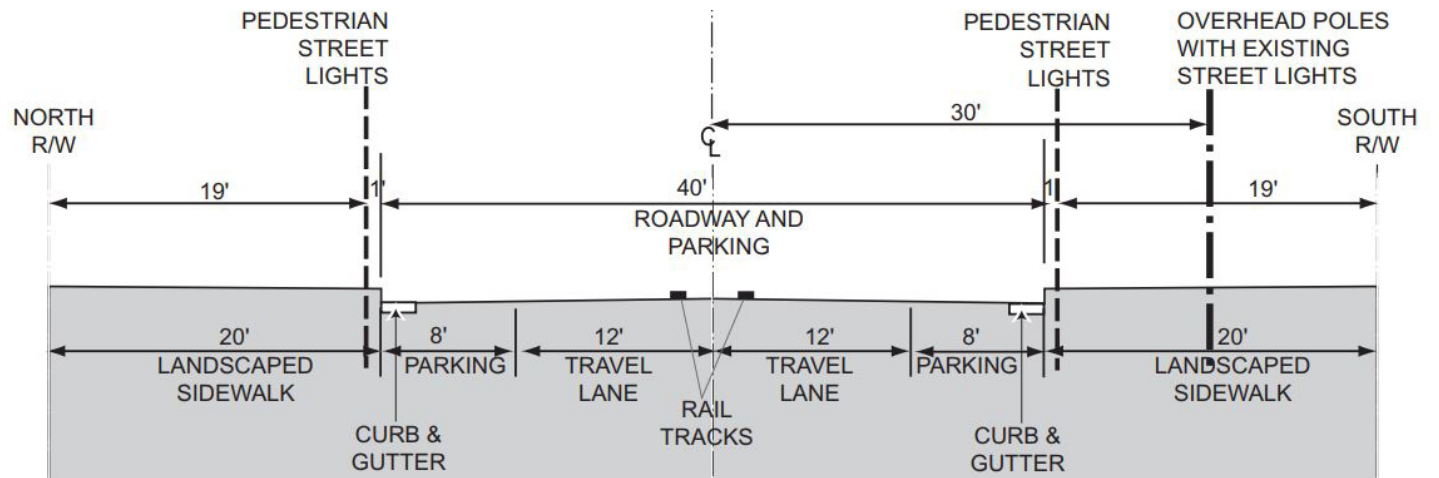 PEDESTRIAN
STREET
LIGHTS
PEDESTRIAN
STREET
LIGHTS
OVERHEAD POLES
WITH EXISTING
STREET LIGHTS
NORTH
R/W
30'
SOUTH
R/W
℄
19'
1'
40'
1
19'
ROADWAY AND
PARKING
20'
LANDSCAPED
SIDEWALK
8'
PARKING
12'
TRAVEL
LANE
12'
TRAVEL
LANE
8'
PARKING
20'
LANDSCAPED
SIDEWALK
RAIL
TRACKS
CURB &
GUTTER
CURB &
GUTTER